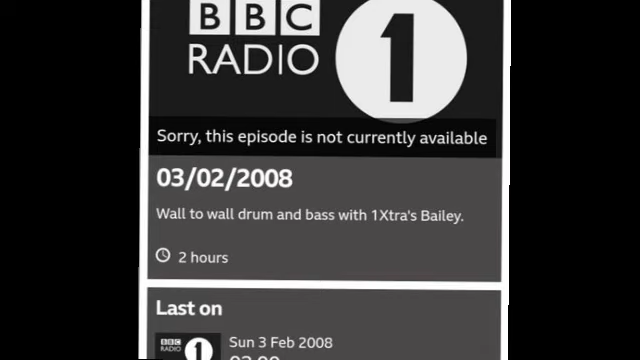 BBC
RADIO 1
Sorry, this episode is not currently available
03/02/2008
Wall to wall drum and bass with 1Xtra's Bailey.
2 hours
Last on
BBC
RADIO 1
Sun 3 Feb 2008